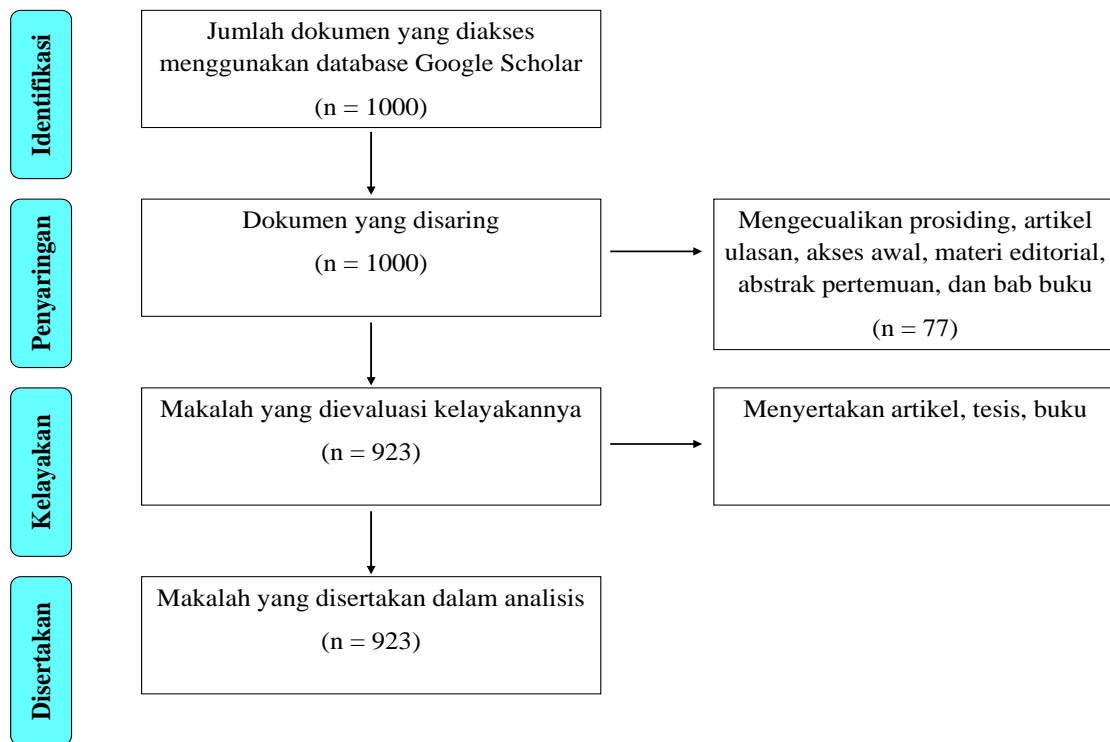 Identifikasi
Jumlah dokumen yang diakses
menggunakan database Google Scholar
(n = 1000)
Penyaringan
Dokumen yang disaring
(n = 1000)
Mengecualikan prosiding, artikel
ulasan, akses awal, materi editorial,
abstrak pertemuan, dan bab buku
(n = 77)
Kelayakan
Makalah yang dievaluasi kelayakannya
(n = 923)
Menyertakan artikel, tesis, buku
Disertakan
Makalah yang disertakan dalam analisis
(n = 923)